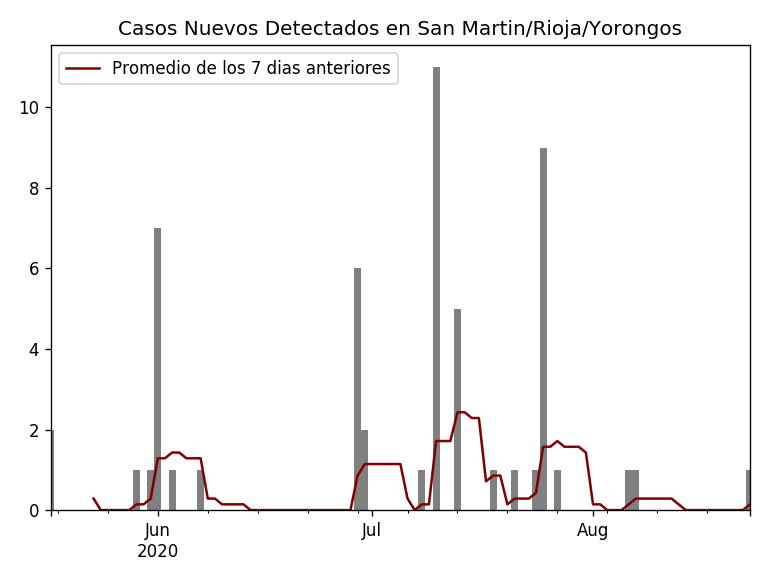 Casos Nuevos Detectados en San Martin/Rioja/Yorongos
Promedio de los 7 dias anteriores
10
8
6
4
2
0
Jun
2020
Jul
Aug